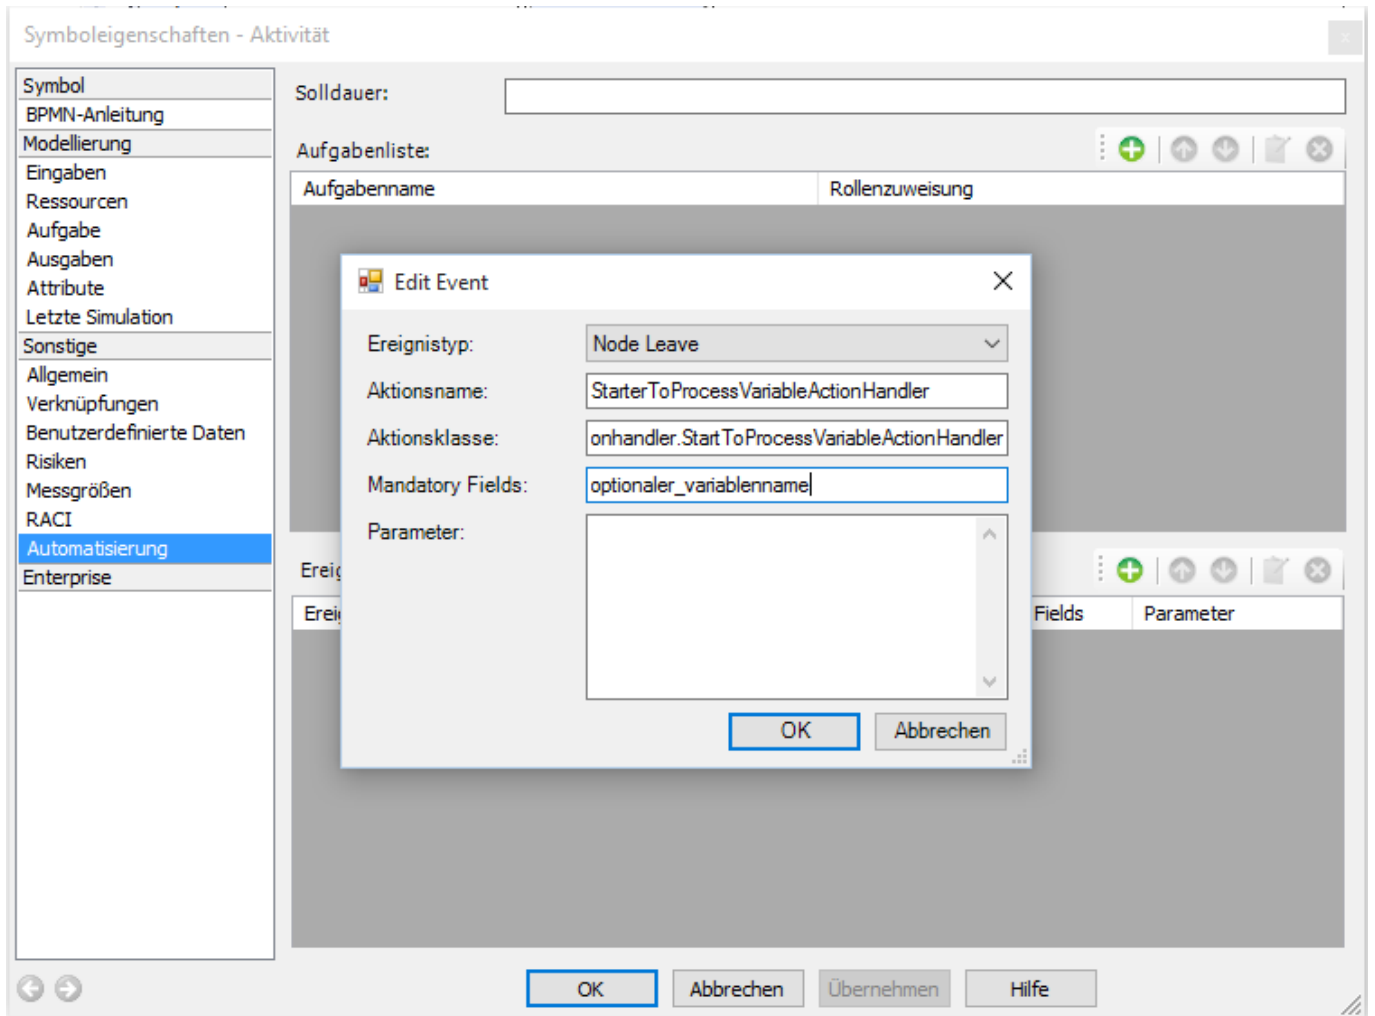 Symboleigenschaften - Aktivität
x
Symbol
BPMN-Anleitung
Modellierung
Eingaben
Ressourcen
Aufgabe
Ausgaben
Attribute
Letzte Simulation
Sonstige
Allgemein
Verknüpfungen
Benutzerdefinierte Daten
Risiken
Messgrößen
RACI
Automatisierung
Enterprise
Solldauer:
Aufgabenliste:
Aufgabenname Rollenzuweisung
Edit Event
Ereignistyp: Node Leave
Aktionsname: StarterToProcessVariableActionHandler
Aktionsklasse: onhandler.StartToProcessVariableActionHandler
Mandatory Fields: optionaler_variablenname
Parameter:
OK Abbrechen
Ereig
Ereig Fields Parameter
OK Abbrechen Übernehmen Hilfe